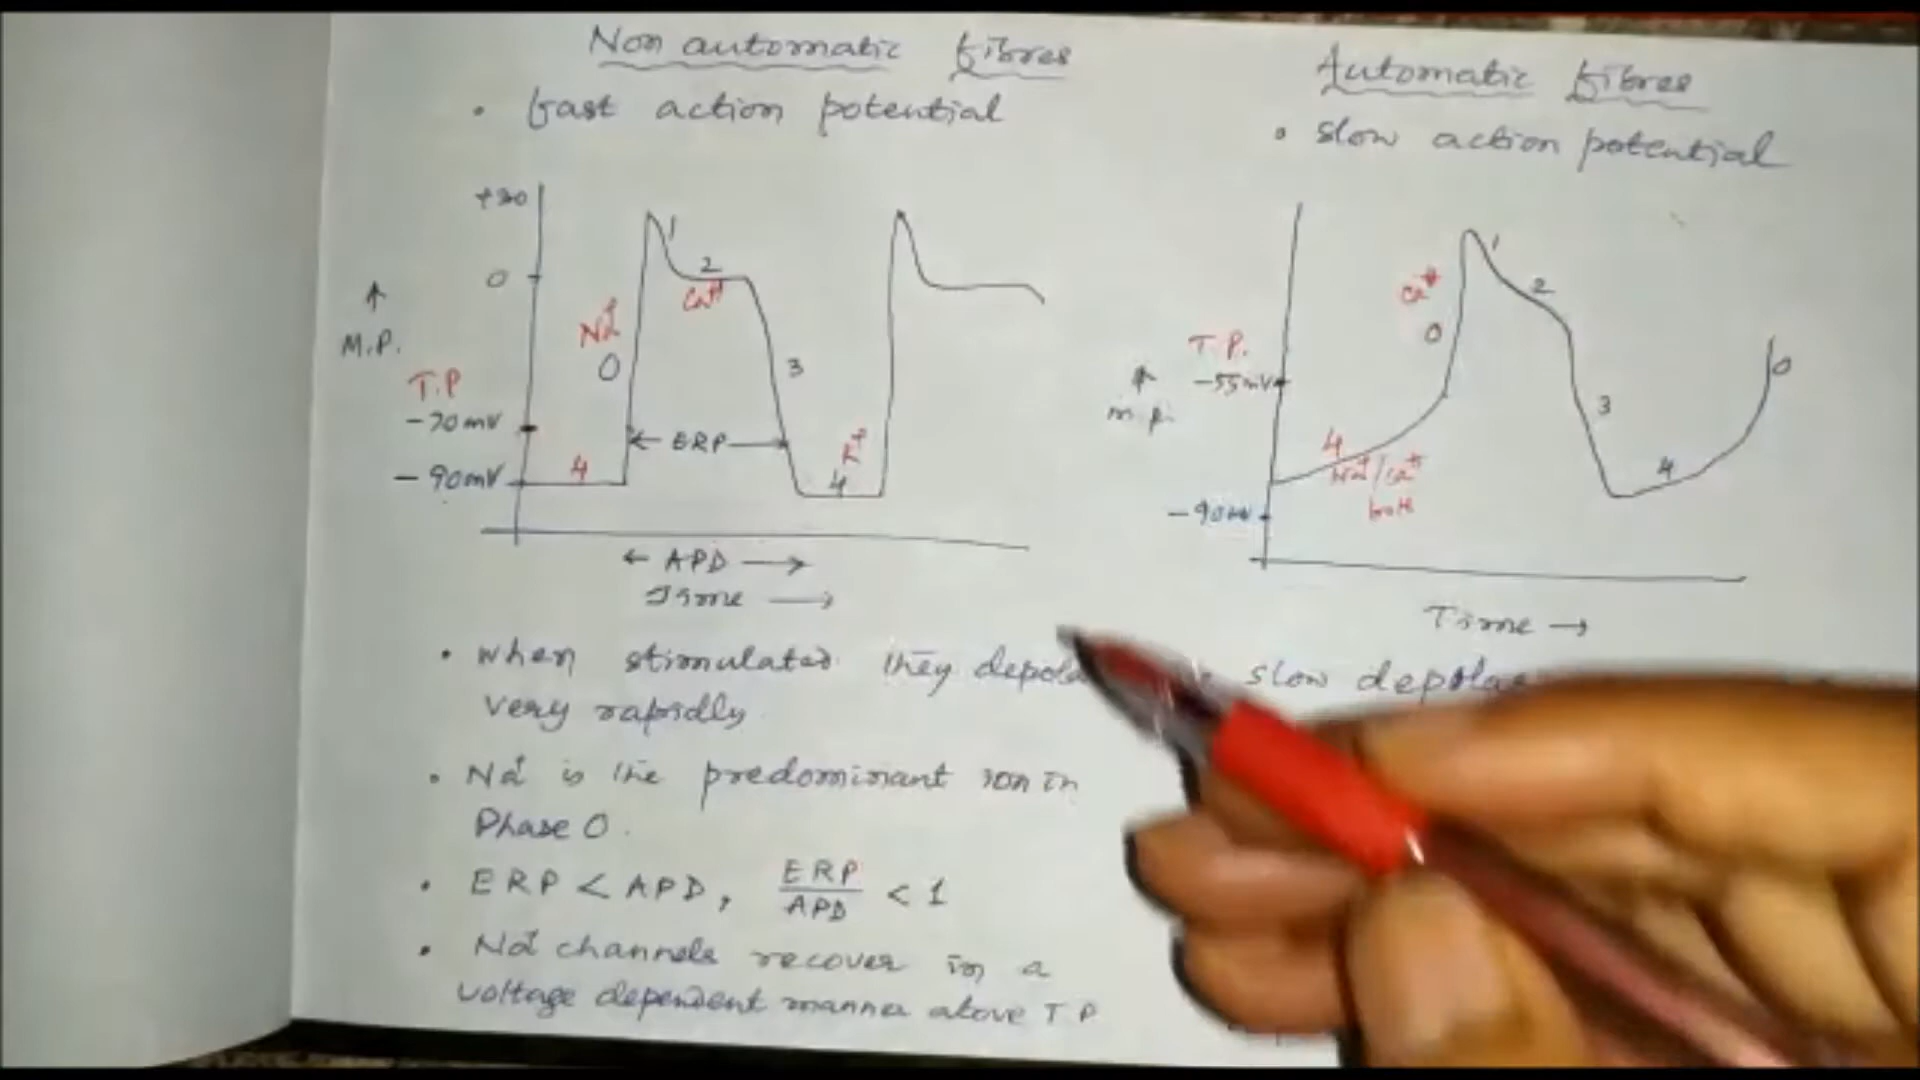 Non automatic fibres
• fast action potential
+30
0
↑
M.P.
T.P
-70mV
-90mV
Na+
0
1
2
Ca++
3
4
← ERP →
K+
4
← APD →
Time →
• when stimulated they depola
very rapidly.
• Na+ is the predominant ion in
Phase 0.
• ERP < APD, ERP/APD < 1
• Na+ channels recover in a
voltage dependent manner above T.P
Automatic fibres
• slow action potential
T.P.
-55mV
↑
m.p.
-90mv
Ca++
0
1
2
3
4
Na+/Ca++
both
4
0
Time →
slow depolar